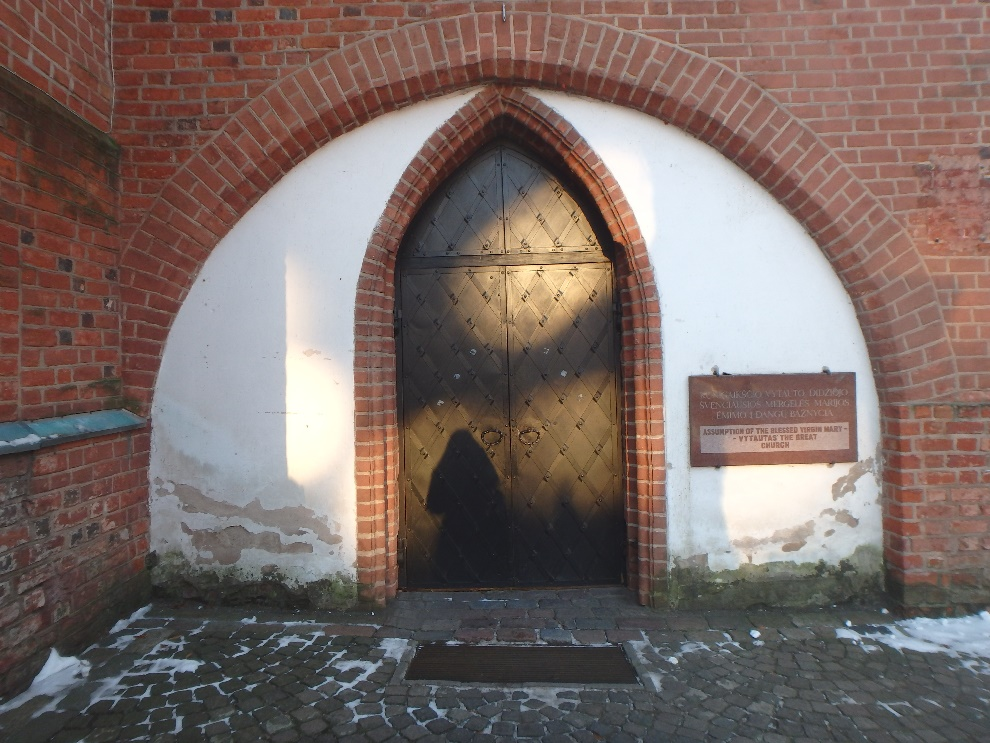 VYTAUTO DIDŽIOJO
ŠVENČIAUSIOS MERGELĖS MARIJOS
ĖMIMO Į DANGŲ BAŽNYČIA
ASSUMPTION OF THE BLESSED VIRGIN MARY -
- VYTAUTAS THE GREAT
CHURCH